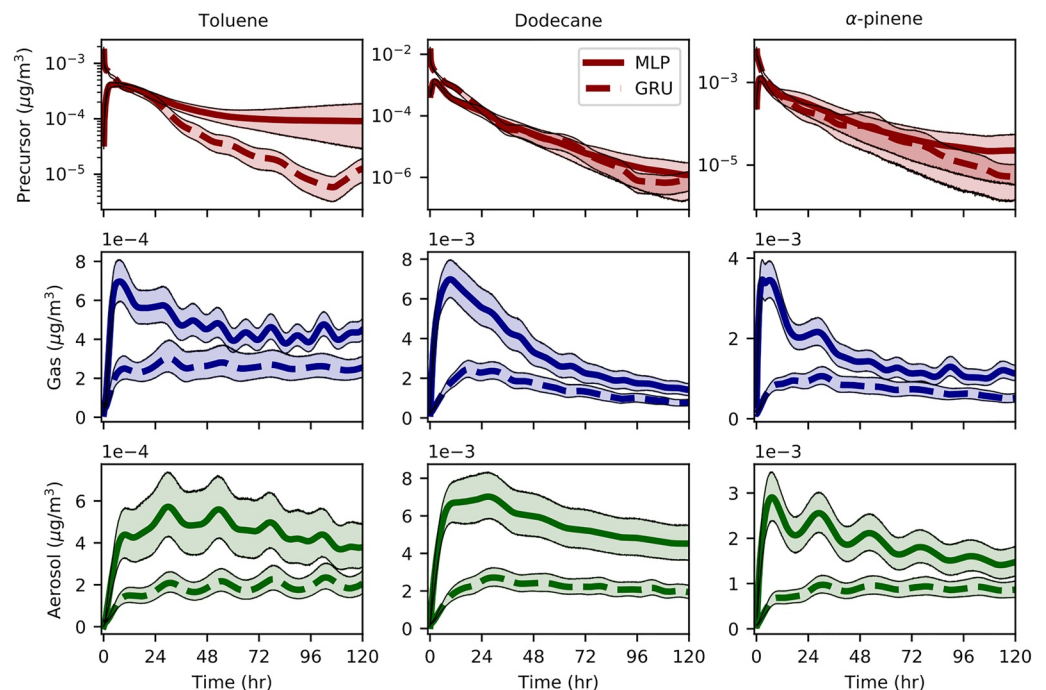 Toluene
Dodecane
α-pinene
Precursor (μg/m³)
10⁻³
10⁻⁴
10⁻⁵
10⁻²
10⁻⁴
10⁻⁶
MLP
GRU
10⁻³
10⁻⁵
Gas (μg/m³)
1e−4
8
6
4
2
0
1e−3
8
6
4
2
0
1e−3
4
2
0
Aerosol (μg/m³)
1e−4
6
4
2
0
1e−3
8
6
4
2
0
1e−3
3
2
1
0
0 24 48 72 96 120
0 24 48 72 96 120
0 24 48 72 96 120
Time (hr)
Time (hr)
Time (hr)